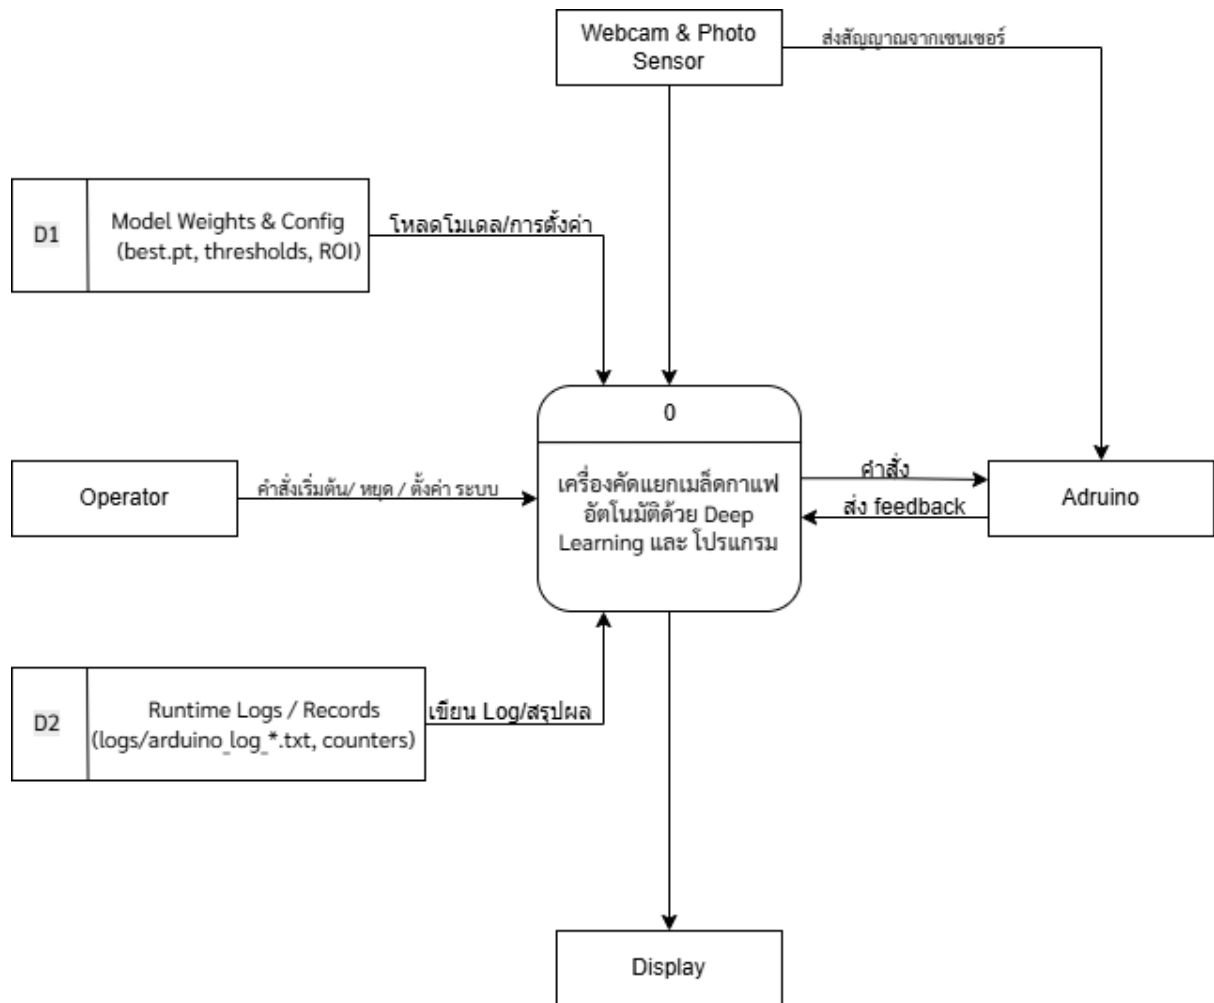 Webcam & Photo
Sensor
ส่งสัญญาณจากเซนเซอร์
D1
Model Weights & Config
(best.pt, thresholds, ROI)
โหลดโมเดล/การตั้งค่า
0
เครื่องคัดแยกเมล็ดกาแฟ
อัตโนมัติด้วย Deep
Learning และ โปรแกรม
Operator
คำสั่งเริ่มต้น/ หยุด / ตั้งค่า ระบบ
คำสั่ง
ส่ง feedback
Adruino
D2
Runtime Logs / Records
(logs/arduino_log_*.txt, counters)
เขียน Log/สรุปผล
Display